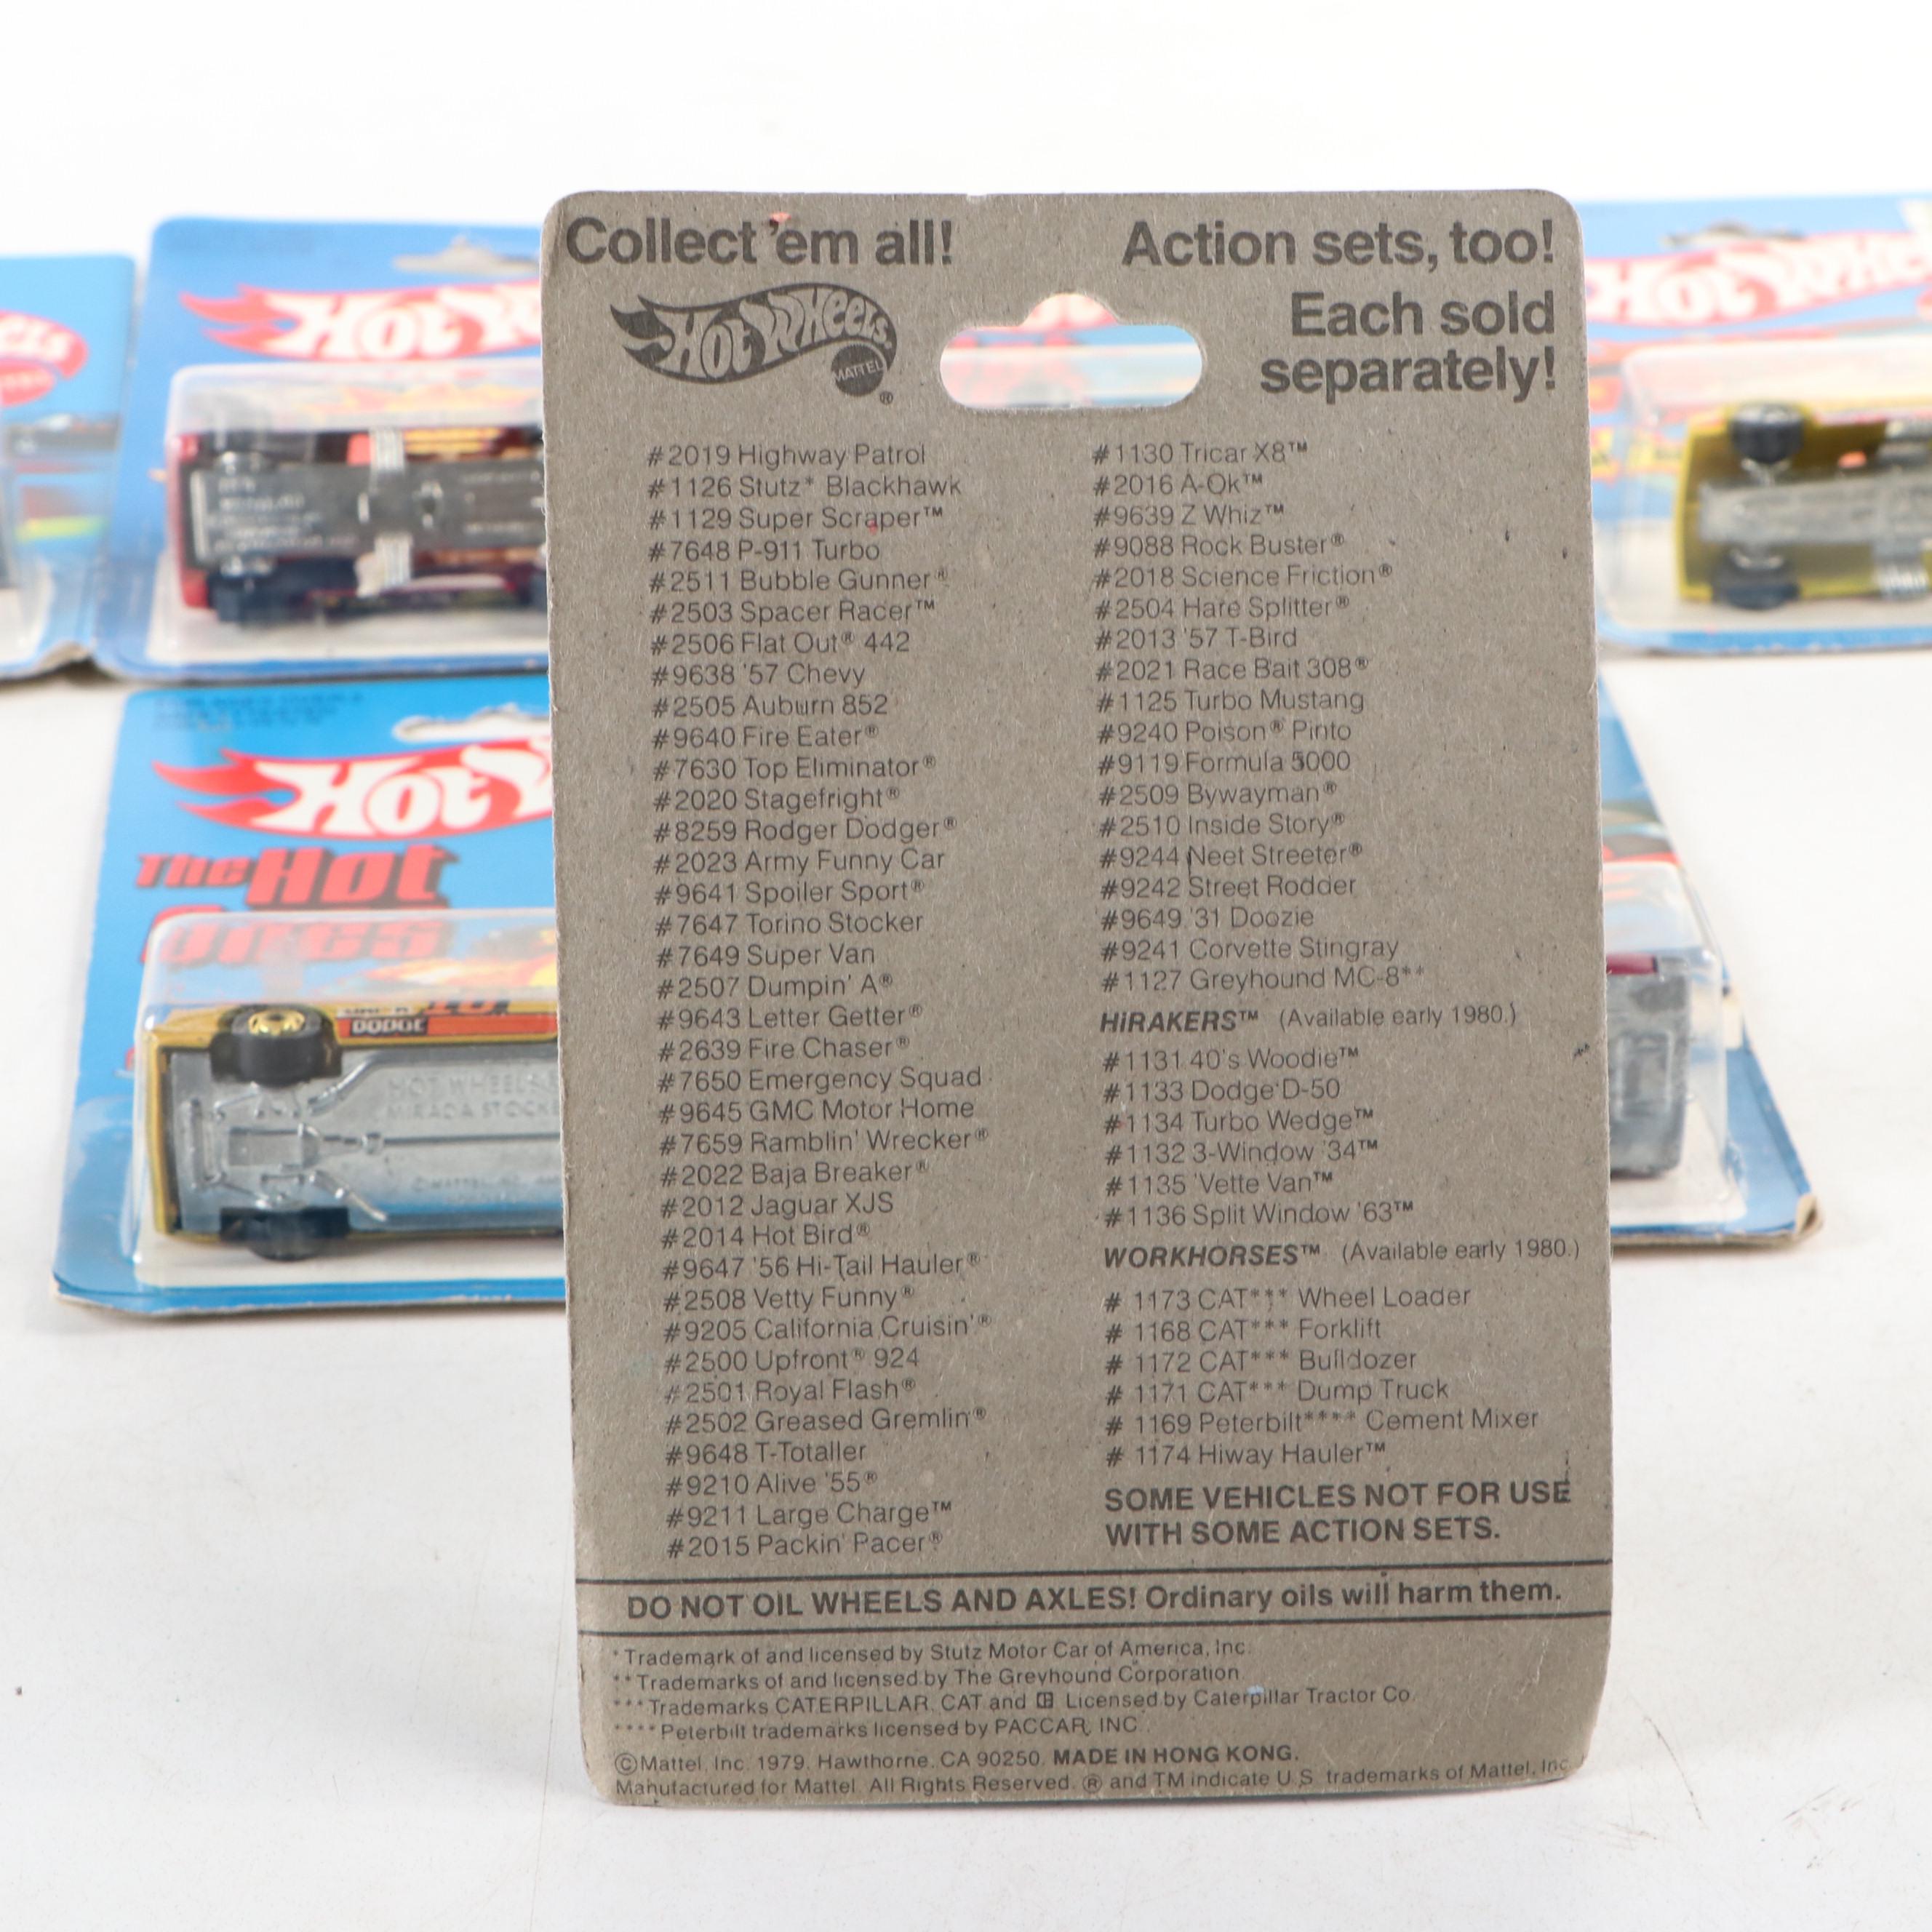 Collect 'em all!
Action sets, too!
Each sold
separately!
HOT WHEELS
MATTEL
®
#2019 Highway Patrol
#1126 Stutz* Blackhawk
#1129 Super Scraper™
#7648 P-911 Turbo
#2511 Bubble Gunner®
#2503 Spacer Racer™
#2506 Flat Out® 442
#9638 '57 Chevy
#2505 Auburn 852
#9640 Fire Eater®
#7630 Top Eliminator®
#2020 Stagefright®
#8259 Rodger Dodger®
#2023 Army Funny Car
#9641 Spoiler Sport®
#7647 Torino Stocker
#7649 Super Van
#2507 Dumpin' A®
#9643 Letter Getter®
#2639 Fire Chaser®
#7650 Emergency Squad
#9645 GMC Motor Home
#7659 Ramblin' Wrecker®
#2022 Baja Breaker®
#2012 Jaguar XJS
#2014 Hot Bird®
#9647 '56 Hi-Tail Hauler®
#2508 Vetty Funny®
#9205 California Cruisin'®
#2500 Upfront® 924
#2501 Royal Flash®
#2502 Greased Gremlin®
#9648 T-Totaller
#9210 Alive '55®
#9211 Large Charge™
#2015 Packin' Pacer®
#1130 Tricar X8™
#2016 A-Ok™
#9639 Z Whiz™
#9088 Rock Buster®
#2018 Science Friction®
#2504 Hare Splitter®
#2013 '57 T-Bird
#2021 Race Bait 308®
#1125 Turbo Mustang
#9240 Poison® Pinto
#9119 Formula 5000
#2509 Bywayman®
#2510 Inside Story®
#9244 Neet Streeter®
#9242 Street Rodder
#9649 '31 Doozie
#9241 Corvette Stingray
#1127 Greyhound MC-8**
HiRAKERS™ (Available early 1980.)
#1131 40's Woodie™
#1133 Dodge D-50
#1134 Turbo Wedge™
#1132 3-Window '34™
#1135 'Vette Van™
#1136 Split Window '63™
WORKHORSES™ (Available early 1980.)
# 1173 CAT*** Wheel Loader
# 1168 CAT*** Forklift
# 1172 CAT*** Bulldozer
# 1171 CAT*** Dump Truck
# 1169 Peterbilt**** Cement Mixer
# 1174 Hiway Hauler™
SOME VEHICLES NOT FOR USE
WITH SOME ACTION SETS.
DO NOT OIL WHEELS AND AXLES! Ordinary oils will harm them.
*Trademark of and licensed by Stutz Motor Car of America, Inc.
**Trademarks of and licensed by The Greyhound Corporation.
***Trademarks CATERPILLAR, CAT and Licensed by Caterpillar Tractor Co.
****Peterbilt trademarks licensed by PACCAR, INC.
©Mattel, Inc. 1979, Hawthorne, CA 90250. MADE IN HONG KONG.
Manufactured for Mattel. All Rights Reserved. ® and TM indicate U.S. trademarks of Mattel, Inc.
HOT
HOT
The Hot
Ones
DODGE
HOT WHEELS
MIRADA STOCKE
HOT WHEELS